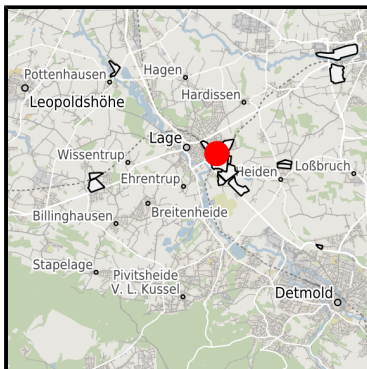 Hagen
Pottenhausen
Leopoldshöhe
Hardissen
Lage
Wissentrup
Ehrentrup
Heiden
Loßbruch
Breitenheide
Billinghausen
Stapelage
Pivitsheide
V. L. Kussel
Detmold